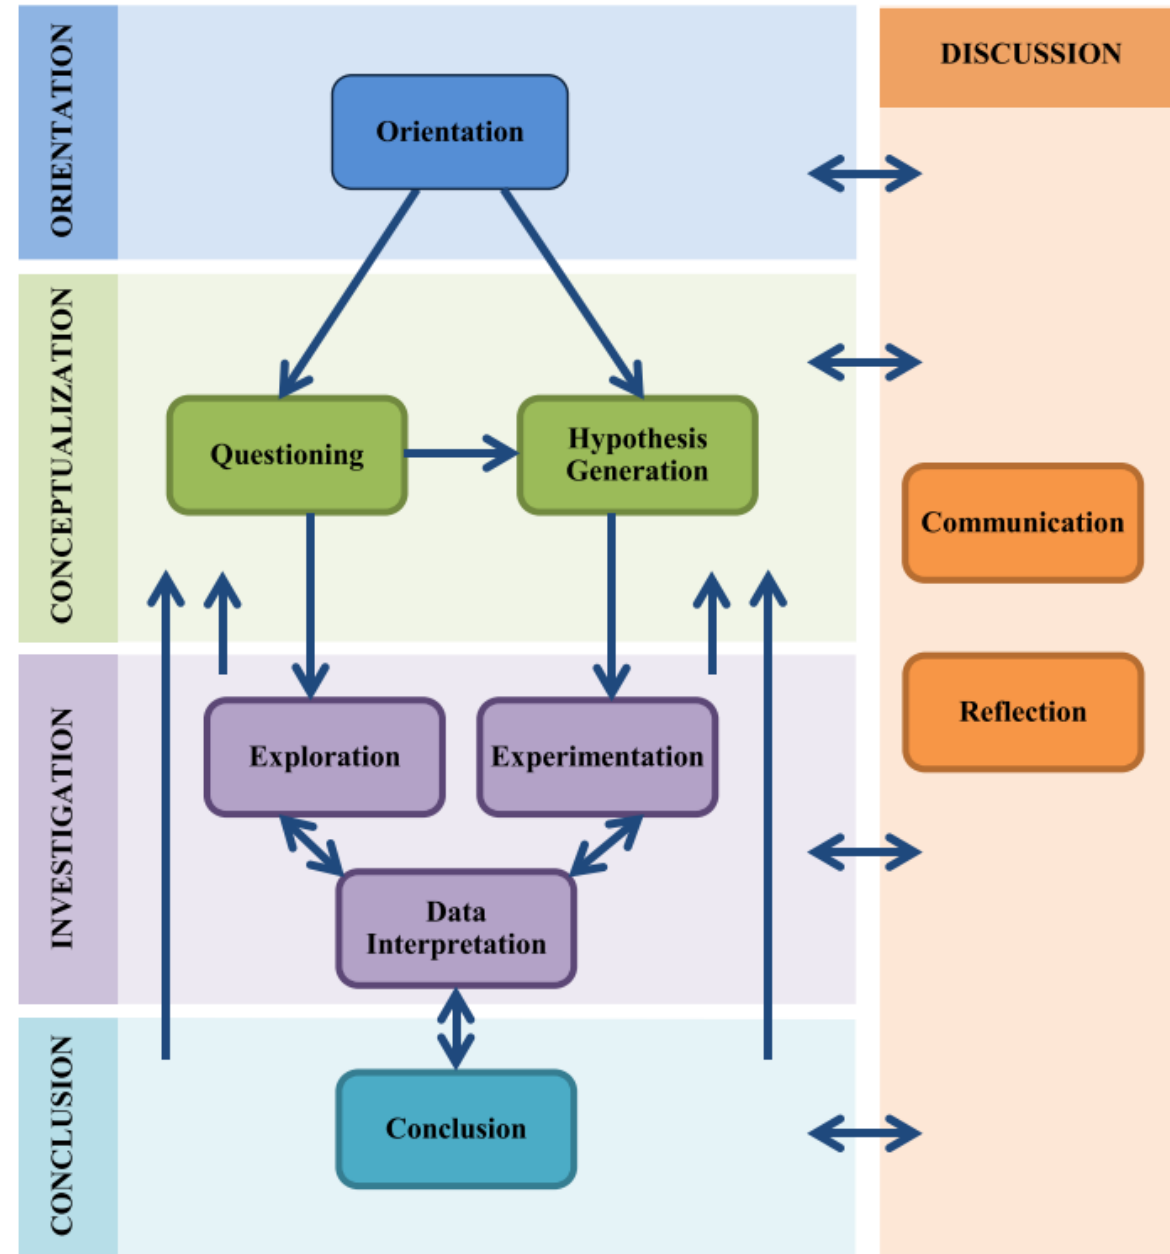 ORIENTATION
Orientation
CONCEPTUALIZATION
Questioning
Hypothesis
Generation
INVESTIGATION
Exploration
Experimentation
Data
Interpretation
CONCLUSION
Conclusion
DISCUSSION
Communication
Reflection